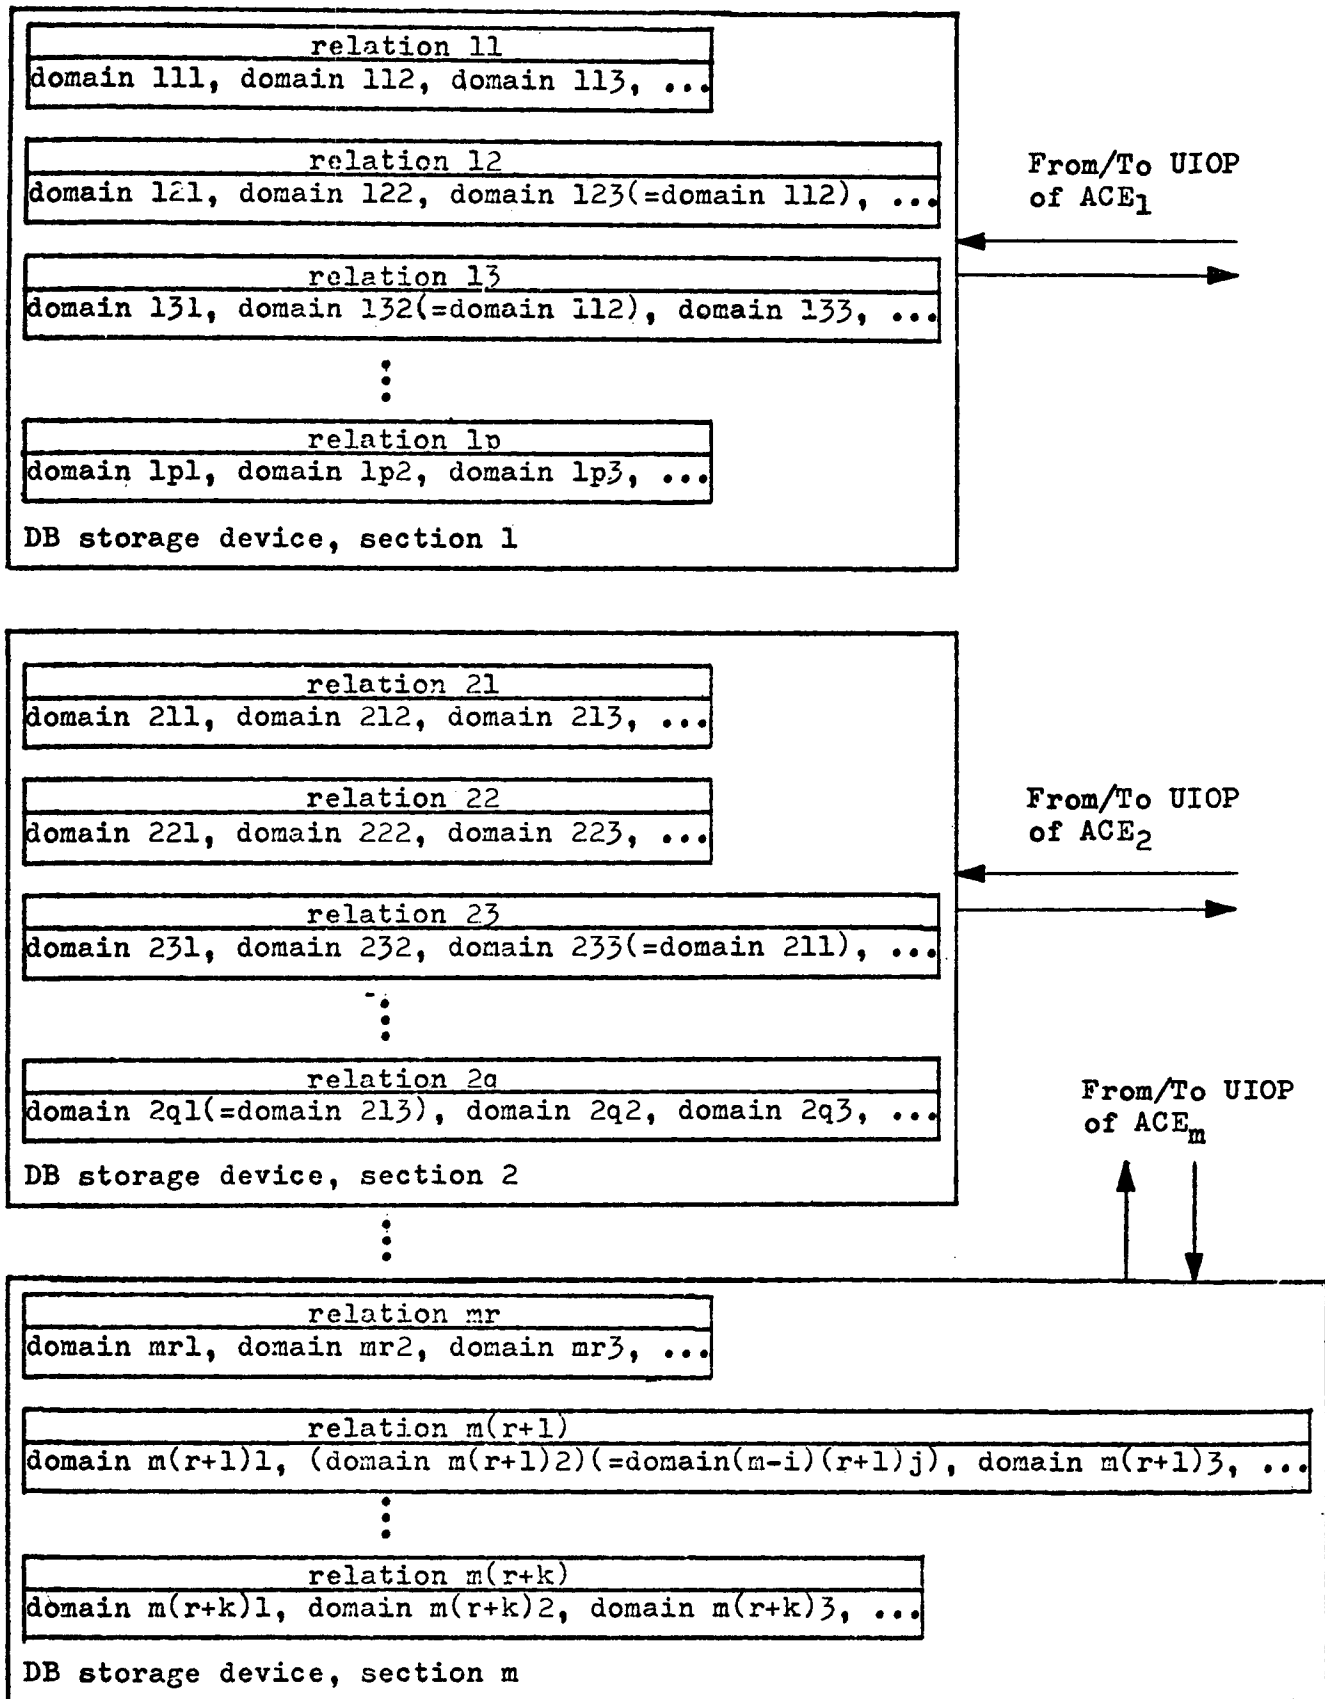 relation 11
domain 111, domain 112, domain 113, ...
relation 12
domain 121, domain 122, domain 123(=domain 112), ...
From/To UIOP
of ACE1
relation 13
domain 131, domain 132(=domain 112), domain 133, ...
relation 1p
domain 1p1, domain 1p2, domain 1p3, ...
DB storage device, section 1
relation 21
domain 211, domain 212, domain 213, ...
relation 22
domain 221, domain 222, domain 223, ...
From/To UIOP
of ACE2
relation 23
domain 231, domain 232, domain 233(=domain 211), ...
relation 2q
domain 2q1(=domain 213), domain 2q2, domain 2q3, ...
From/To UIOP
of ACEm
DB storage device, section 2
relation mr
domain mr1, domain mr2, domain mr3, ...
relation m(r+1)
domain m(r+1)1, (domain m(r+1)2)(=domain(m-i)(r+1)j), domain m(r+1)3, ...
relation m(r+k)
domain m(r+k)1, domain m(r+k)2, domain m(r+k)3, ...
DB storage device, section m